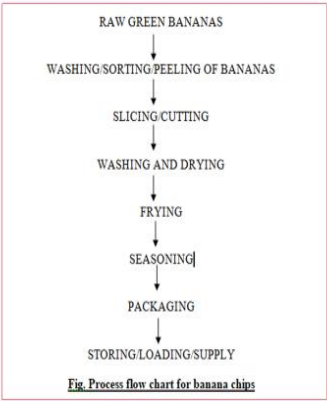 RAW GREEN BANANAS
WASHING/SORTING/PEELING OF BANANAS
SLICING/CUTTING
WASHING AND DRYING
FRYING
SEASONING
PACKAGING
STORING/LOADING/SUPPLY
Fig. Process flow chart for banana chips